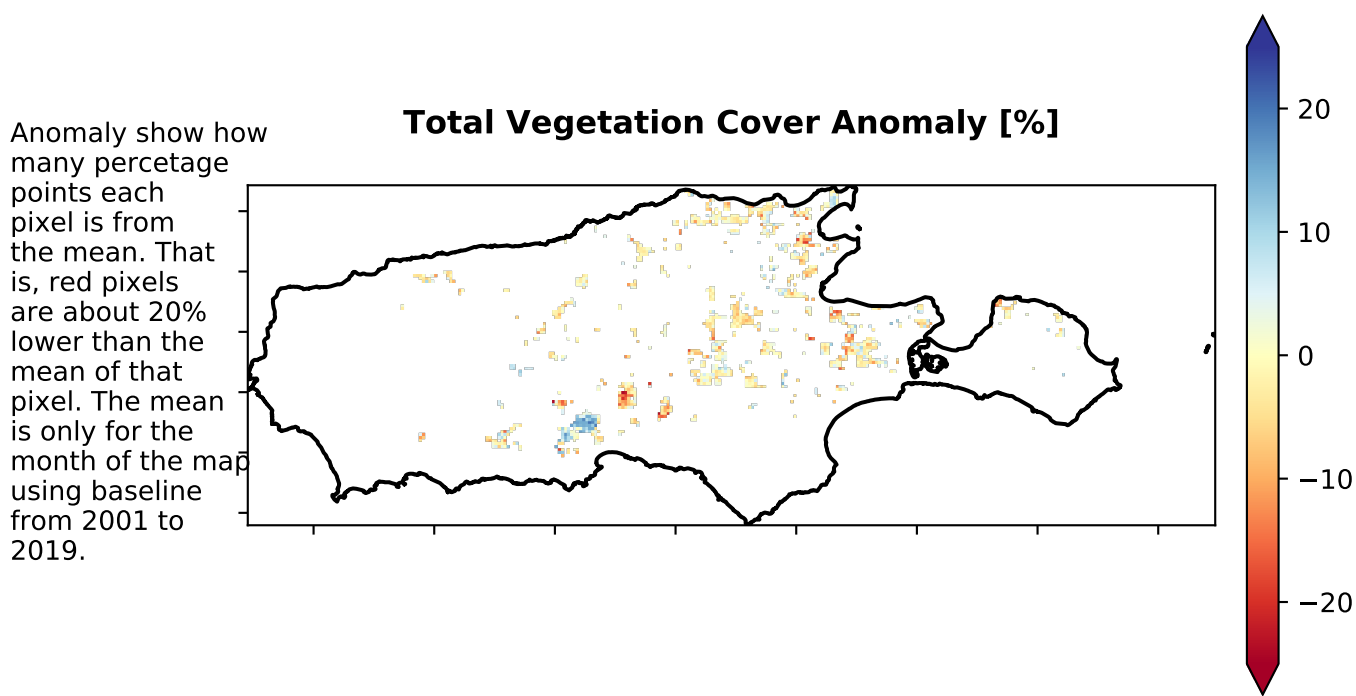 Total Vegetation Cover Anomaly [%]
Anomaly show how
many percetage
points each
pixel is from
the mean. That
is, red pixels
are about 20%
lower than the
mean of that
pixel. The mean
is only for the
month of the map
using baseline
from 2001 to
2019.
20
10
0
−10
−20